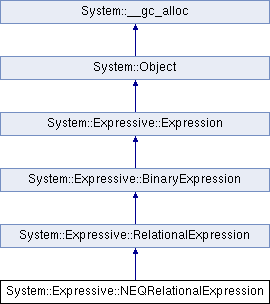 System::__gc_alloc
System::Object
System::Expressive::Expression
System::Expressive::BinaryExpression
System::Expressive::RelationalExpression
System::Expressive::NEQRelationalExpression